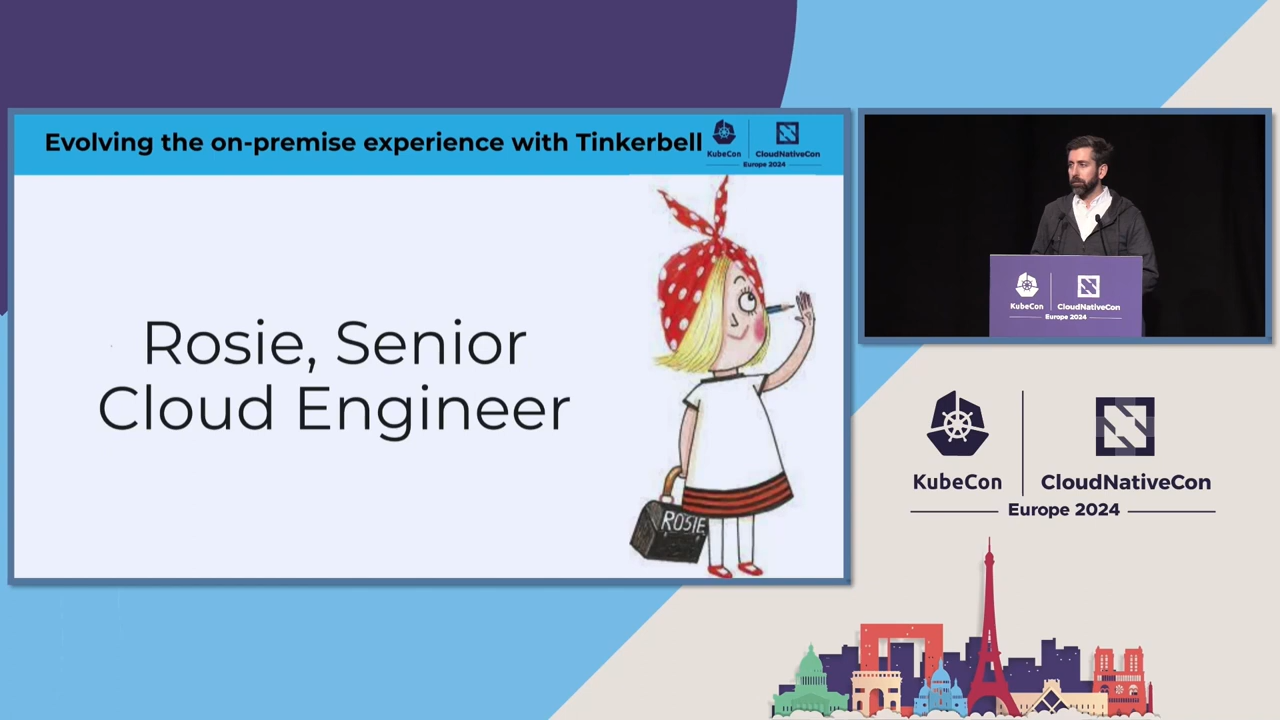 Evolving the on-premise experience with Tinkerbell
KubeCon
CloudNativeCon
Europe 2024
Rosie, Senior
Cloud Engineer
ROSIE
KubeCon
CloudNativeCon
Europe 2024
KubeCon
CloudNativeCon
Europe 2024